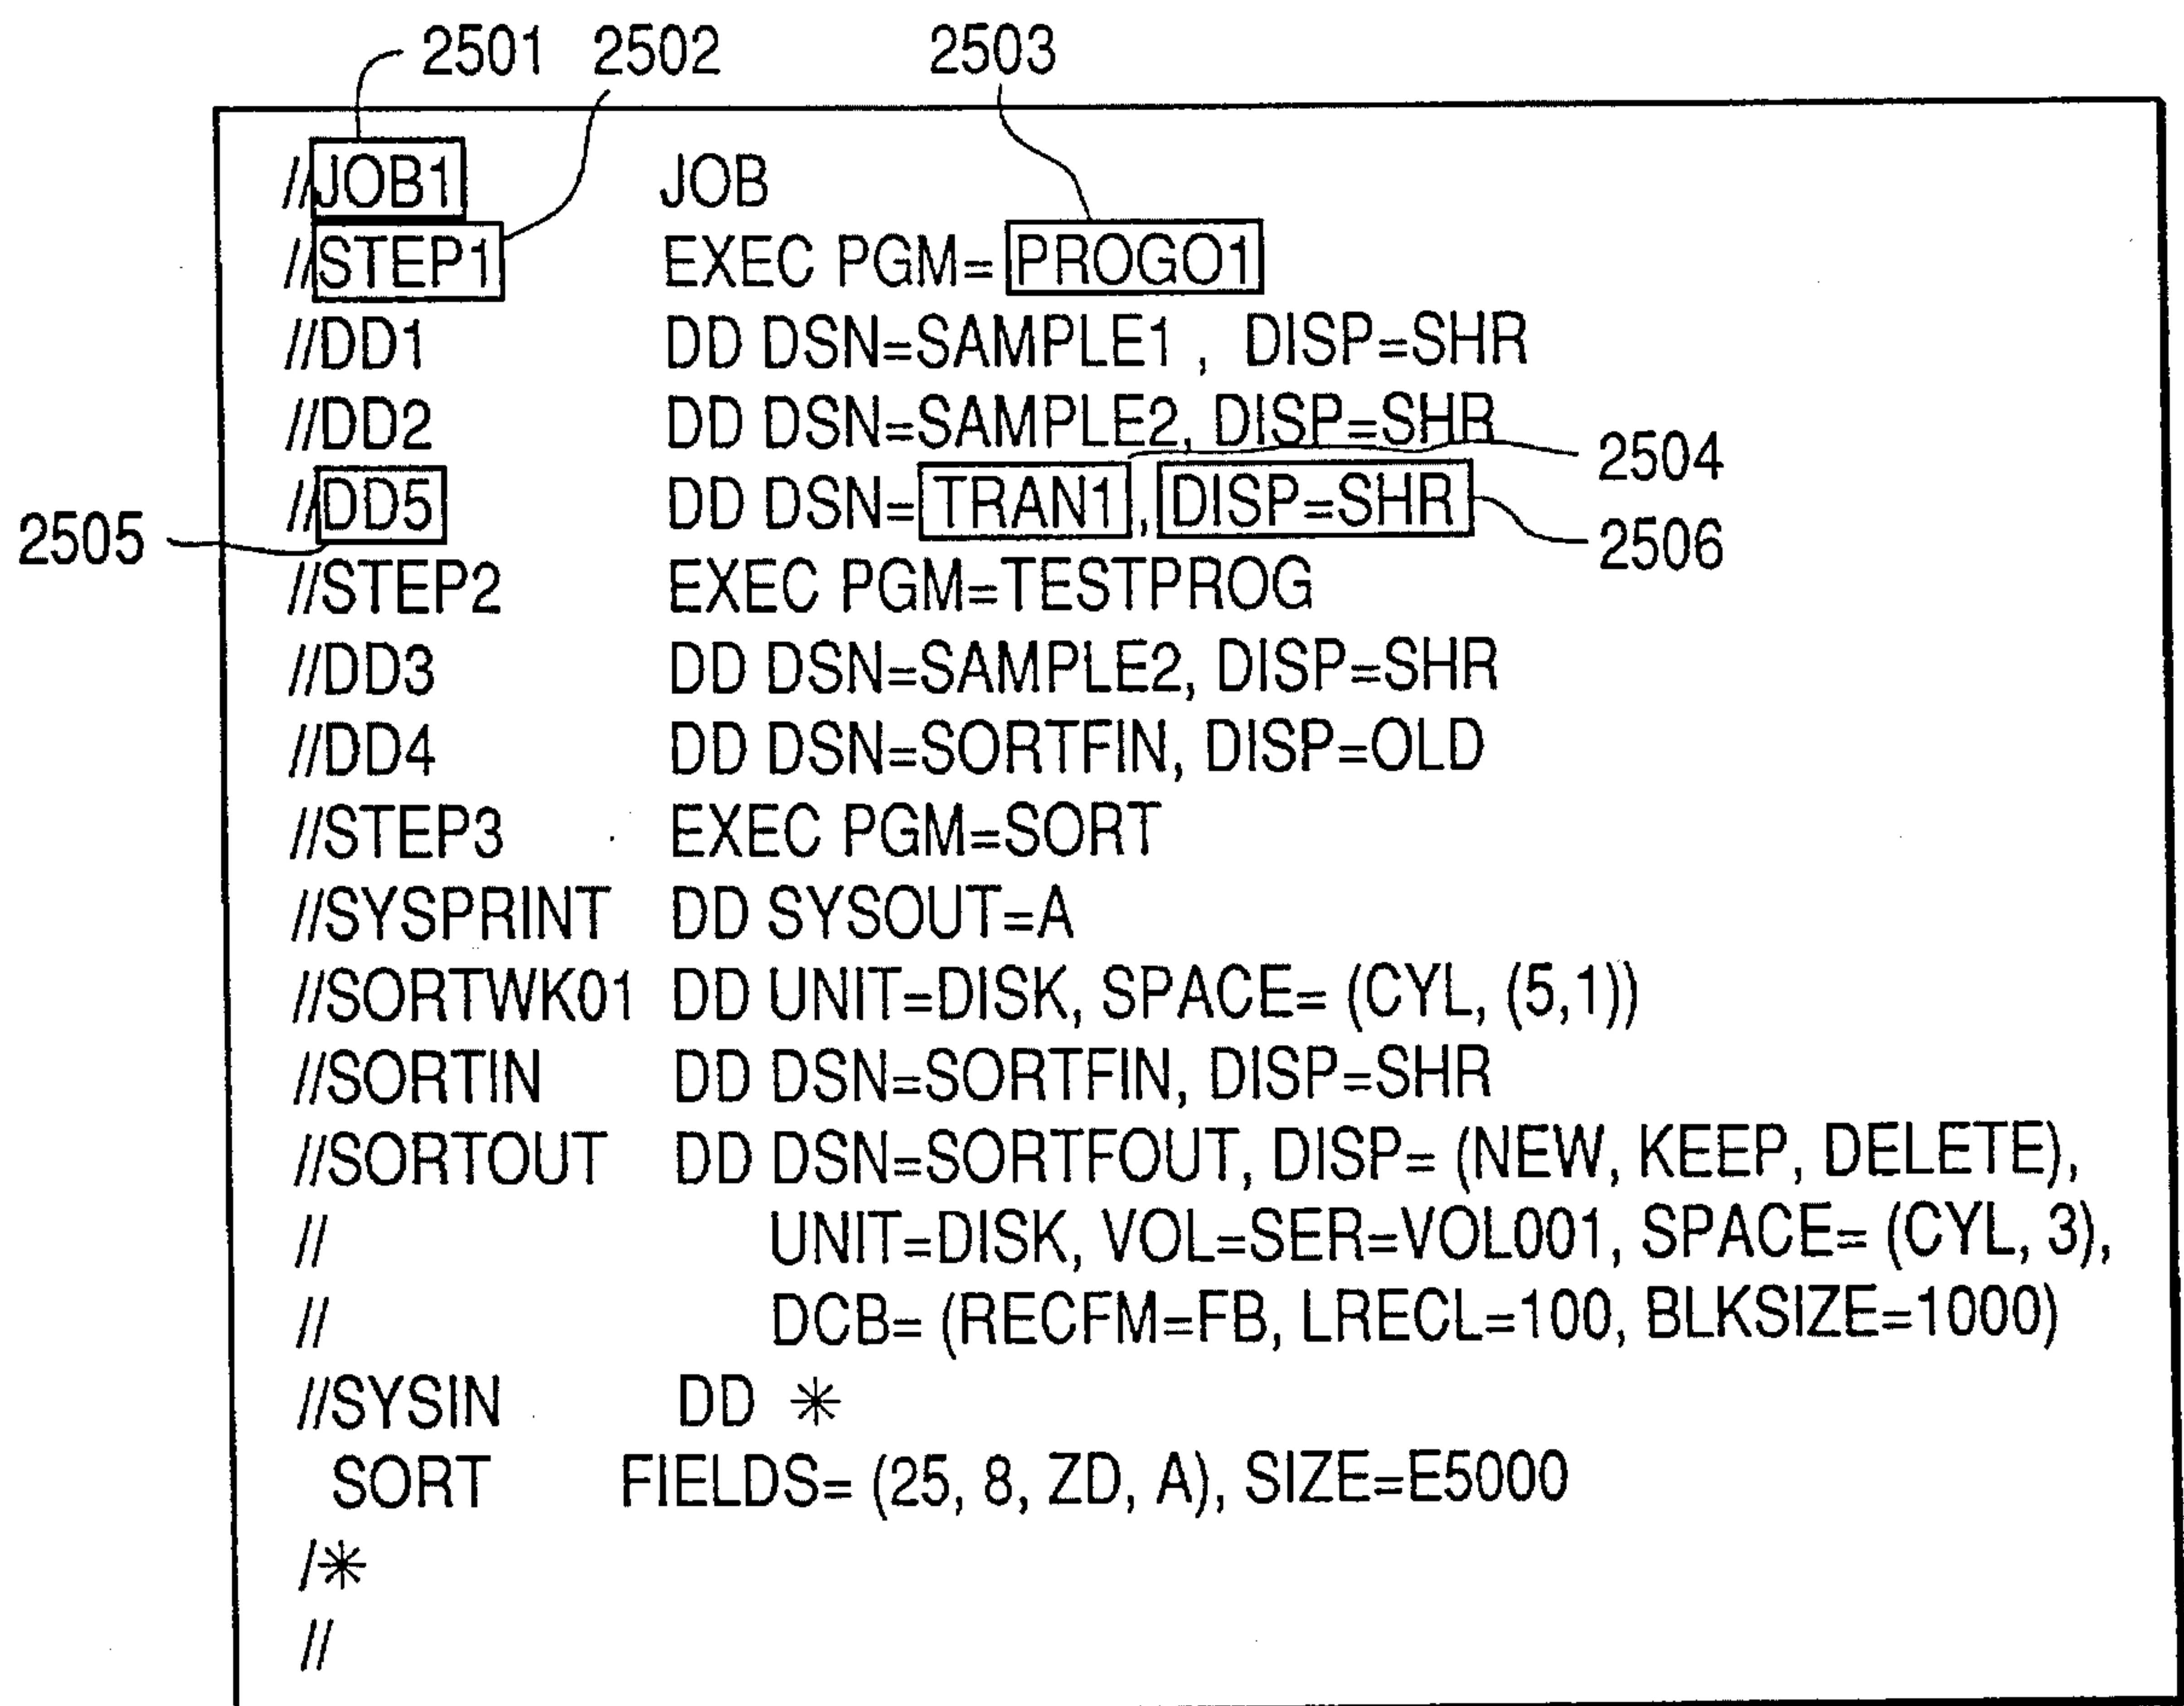 2501 2502 2503
//JOB1 JOB
//STEP1 EXEC PGM= PROGO1
//DD1 DD DSN=SAMPLE1 , DISP=SHR
//DD2 DD DSN=SAMPLE2, DISP=SHR
2504
//DD5 DD DSN= TRAN1, DISP=SHR
2505
2506
//STEP2 EXEC PGM=TESTPROG
//DD3 DD DSN=SAMPLE2, DISP=SHR
//DD4 DD DSN=SORTFIN, DISP=OLD
//STEP3 EXEC PGM=SORT
//SYSPRINT DD SYSOUT=A
//SORTWK01 DD UNIT=DISK, SPACE= (CYL, (5,1))
//SORTIN DD DSN=SORTFIN, DISP=SHR
//SORTOUT DD DSN=SORTFOUT, DISP= (NEW, KEEP, DELETE),
// UNIT=DISK, VOL=SER=VOL001, SPACE= (CYL, 3),
// DCB= (RECFM=FB, LRECL=100, BLKSIZE=1000)
//SYSIN DD *
SORT FIELDS= (25, 8, ZD, A), SIZE=E5000
/*
//